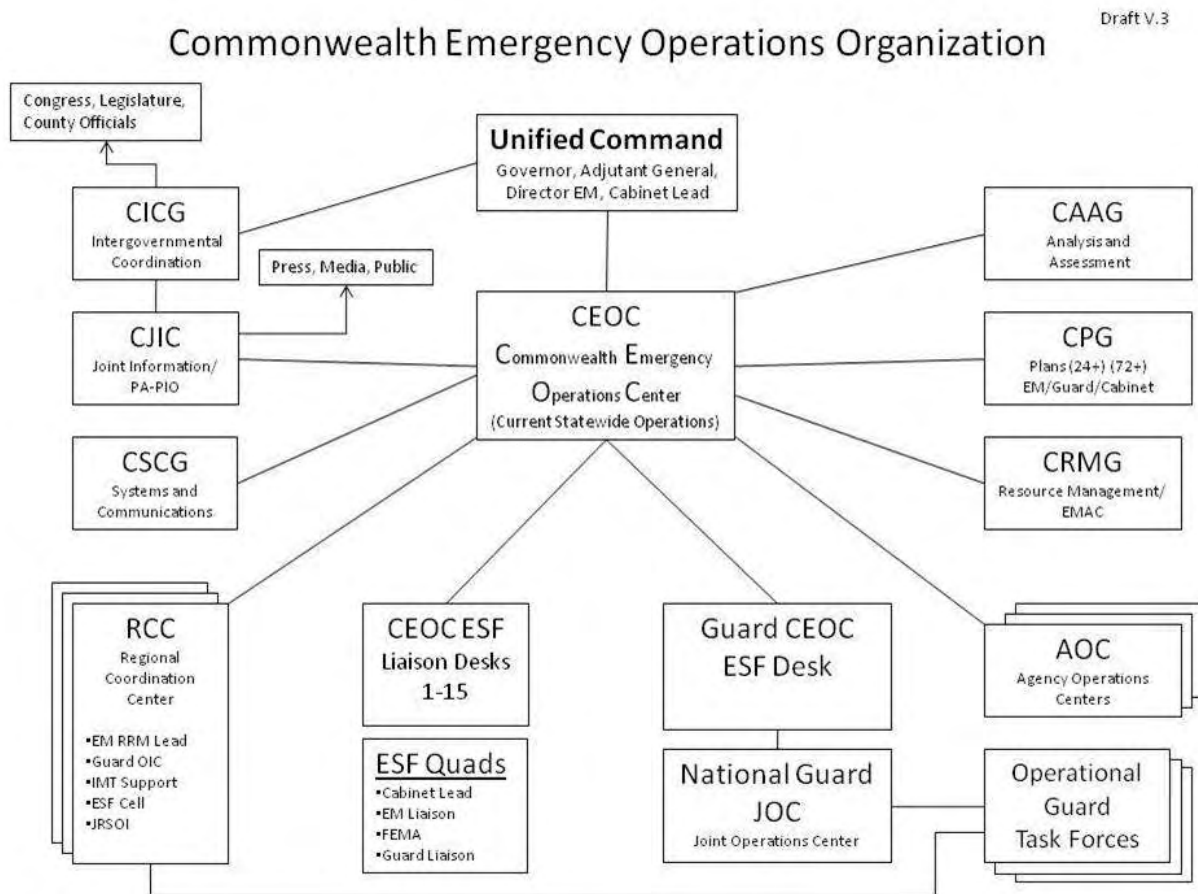 Draft V.3
Commonwealth Emergency Operations Organization
Congress, Legislature,
County Officials
Unified Command
Governor, Adjutant General,
Director EM, Cabinet Lead
CICG
Intergovernmental
Coordination
CAAG
Analysis and
Assessment
Press, Media, Public
CEOC
Commonwealth Emergency
Operations Center
(Current Statewide Operations)
CJIC
Joint Information/
PA-PIO
CPG
Plans (24+) (72+)
EM/Guard/Cabinet
CSCG
Systems and
Communications
CRMG
Resource Management/
EMAC
RCC
Regional
Coordination
Center
▪EM RRM Lead
▪Guard OIC
▪IMT Support
▪ESF Cell
▪JRSOI
CEOC ESF
Liaison Desks
1-15
ESF Quads
▪Cabinet Lead
▪EM Liaison
▪FEMA
▪Guard Liaison
Guard CEOC
ESF Desk
National Guard
JOC
Joint Operations Center
AOC
Agency Operations
Centers
Operational
Guard
Task Forces